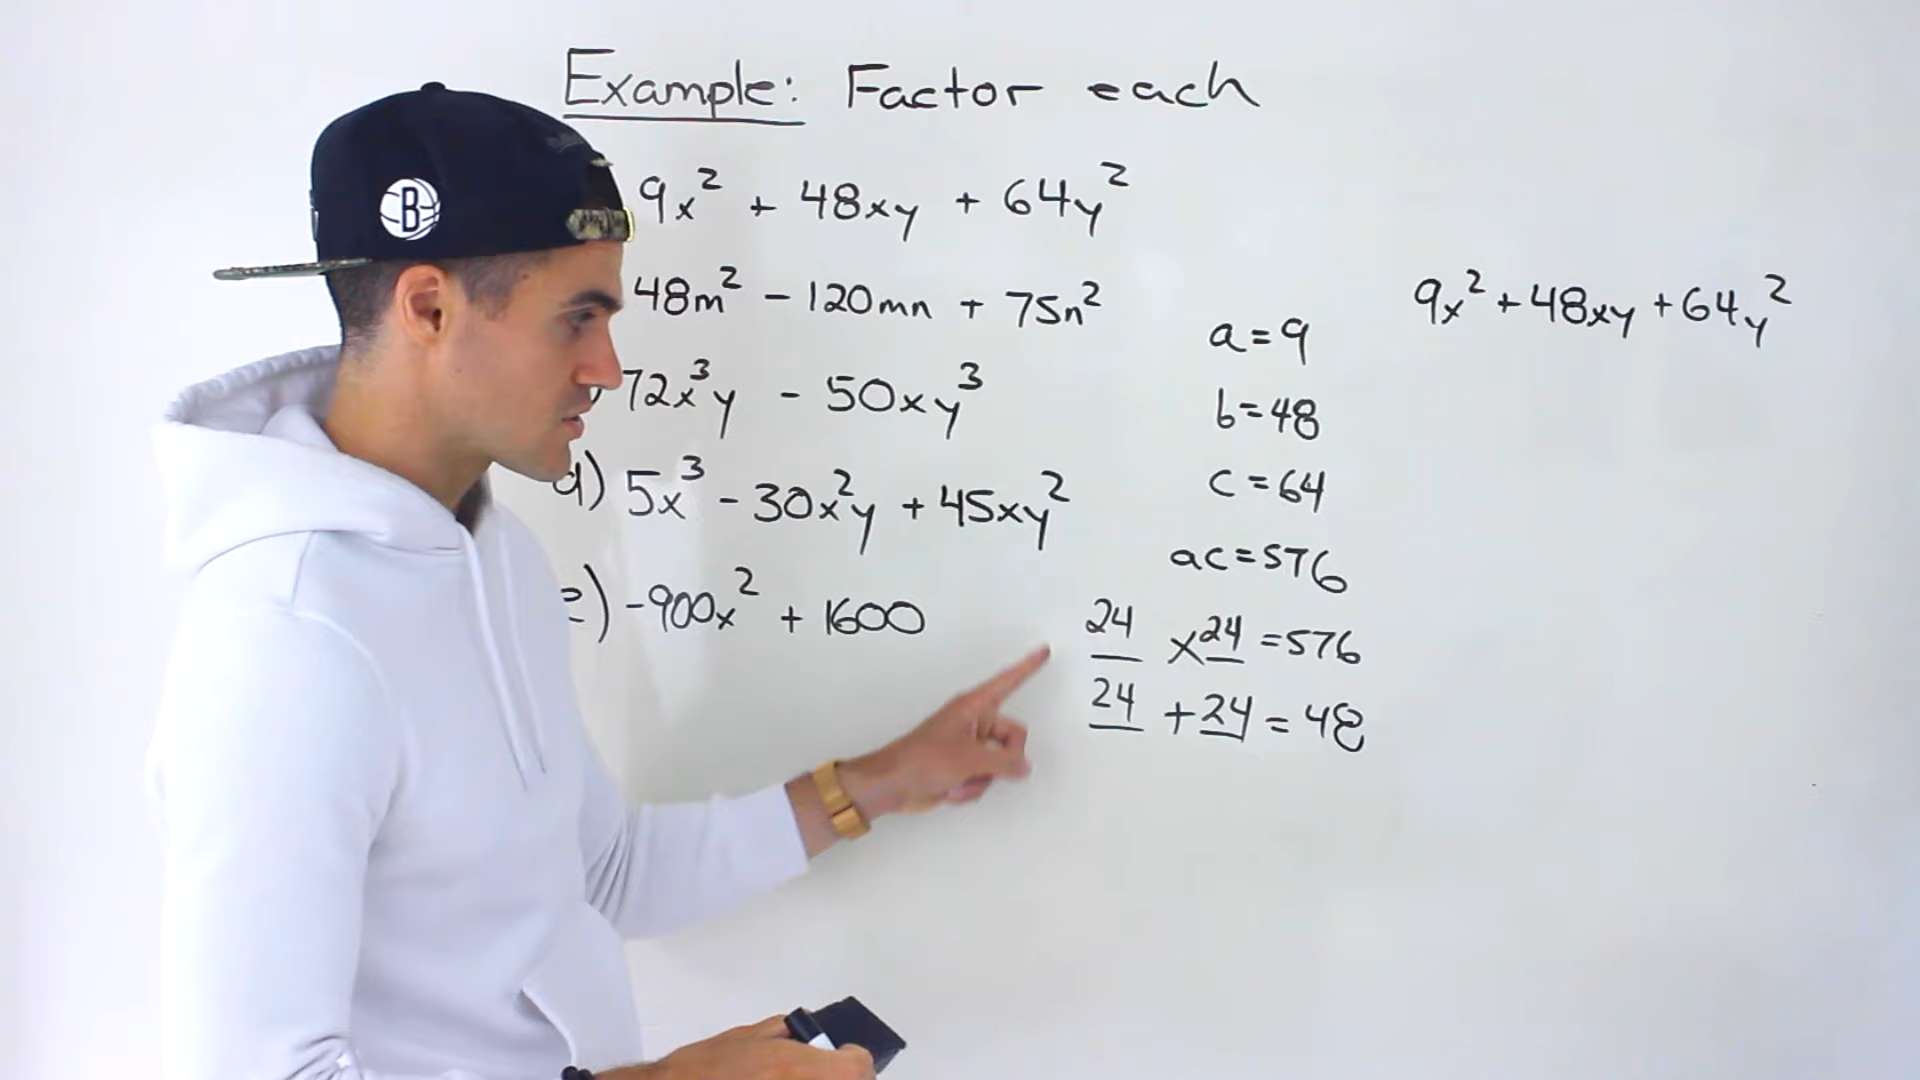 Example: Factor each
9x² + 48xy + 64y²
48m² - 120mn + 75n²
) 72x³y - 50xy³
d) 5x³ - 30x²y + 45xy²
e) -900x² + 1600
9x² + 48xy + 64y²
a = 9
b = 48
c = 64
ac = 576
24 × 24 = 576
24 + 24 = 48
B